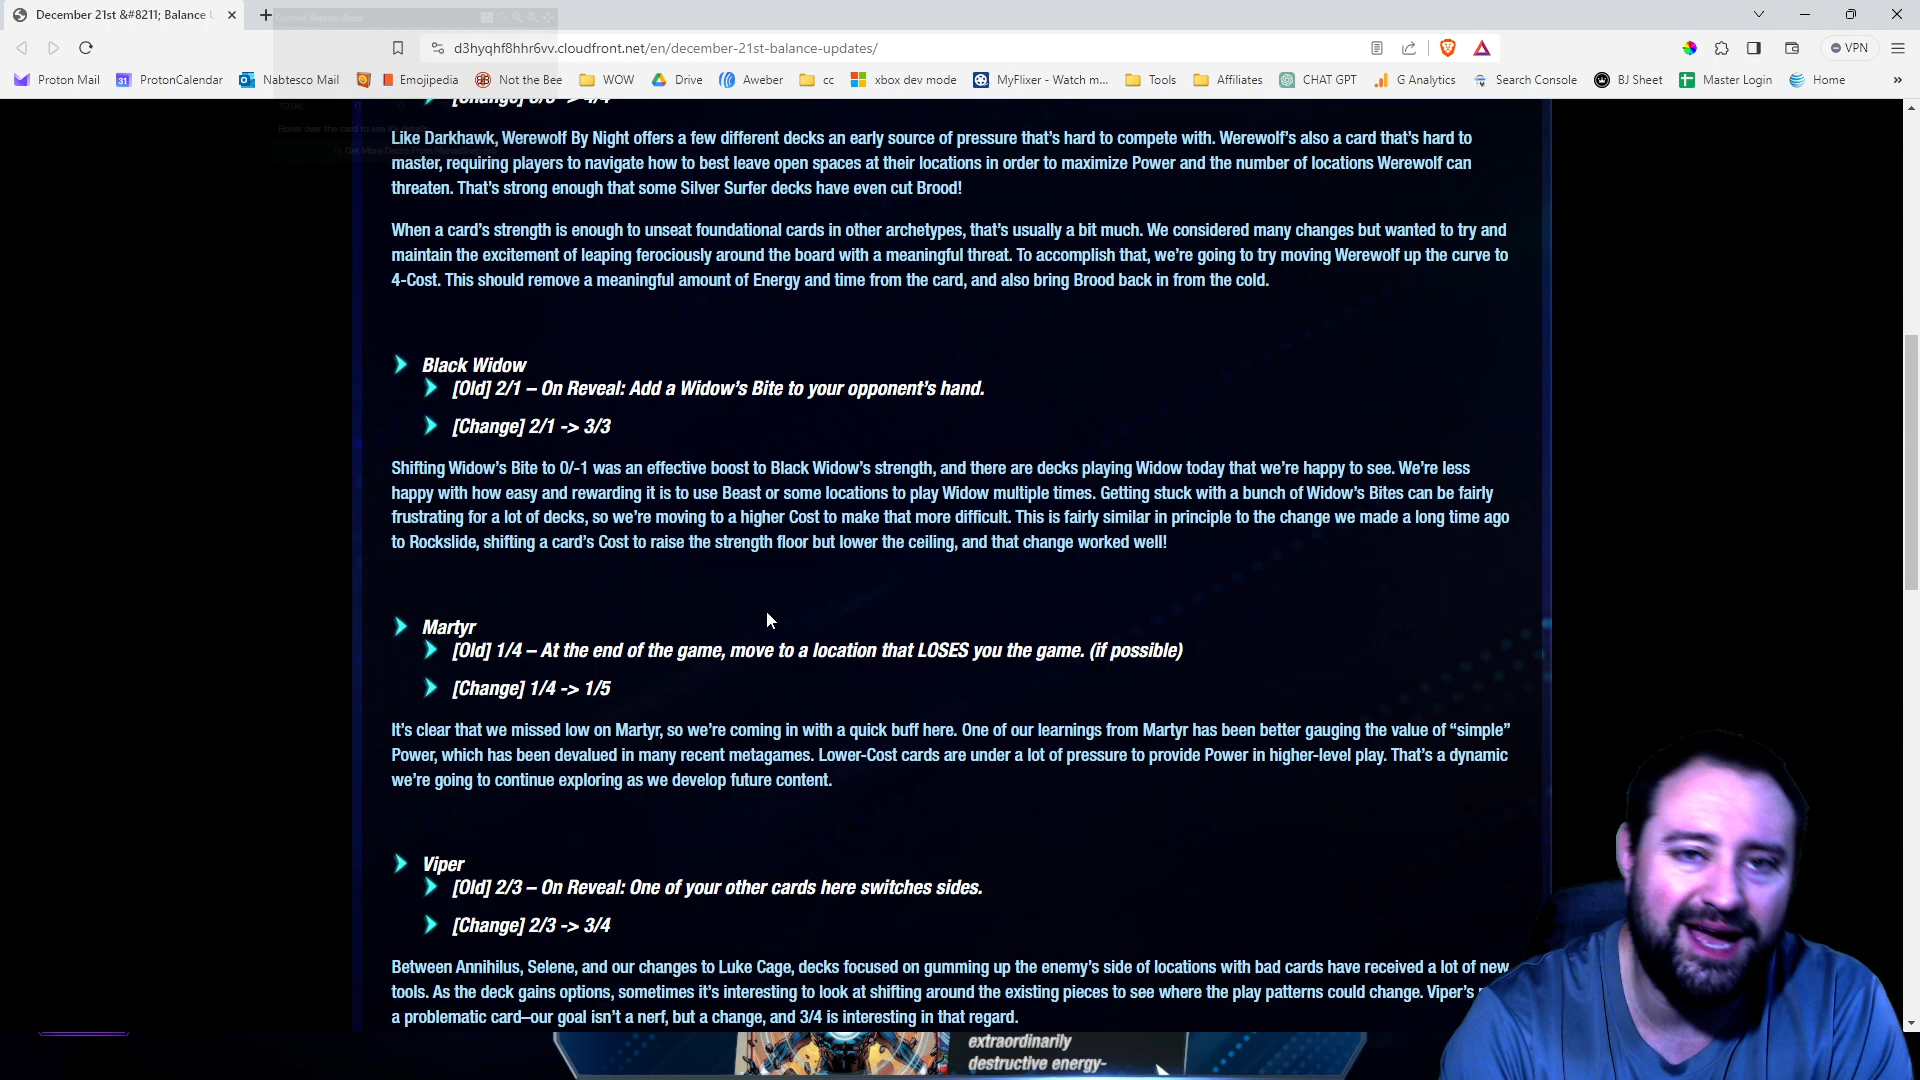 December 21st &#8211; Balance U
d3hyqhf8hhr6vv.cloudfront.net/en/december-21st-balance-updates/
VPN
Proton Mail
ProtonCalendar
Nabtesco Mail
Emojipedia
Not the Bee
WOW
Drive
Aweber
cc
xbox dev mode
MyFlixer - Watch m...
Tools
Affiliates
CHAT GPT
G Analytics
Search Console
BJ Sheet
Master Login
Home
Like Darkhawk, Werewolf By Night offers a few different decks an early source of pressure that's hard to compete with. Werewolf's also a card that's hard to
master, requiring players to navigate how to best leave open spaces at their locations in order to maximize Power and the number of locations Werewolf can
threaten. That's strong enough that some Silver Surfer decks have even cut Brood!
When a card's strength is enough to unseat foundational cards in other archetypes, that's usually a bit much. We considered many changes but wanted to try and
maintain the excitement of leaping ferociously around the board with a meaningful threat. To accomplish that, we're going to try moving Werewolf up the curve to
4-Cost. This should remove a meaningful amount of Energy and time from the card, and also bring Brood back in from the cold.
Black Widow
[Old] 2/1 – On Reveal: Add a Widow's Bite to your opponent's hand.
[Change] 2/1 -> 3/3
Shifting Widow's Bite to 0/-1 was an effective boost to Black Widow's strength, and there are decks playing Widow today that we're happy to see. We're less
happy with how easy and rewarding it is to use Beast or some locations to play Widow multiple times. Getting stuck with a bunch of Widow's Bites can be fairly
frustrating for a lot of decks, so we're moving to a higher Cost to make that more difficult. This is fairly similar in principle to the change we made a long time ago
to Rockslide, shifting a card's Cost to raise the strength floor but lower the ceiling, and that change worked well!
Martyr
[Old] 1/4 – At the end of the game, move to a location that LOSES you the game. (if possible)
[Change] 1/4 -> 1/5
It's clear that we missed low on Martyr, so we're coming in with a quick buff here. One of our learnings from Martyr has been better gauging the value of “simple”
Power, which has been devalued in many recent metagames. Lower-Cost cards are under a lot of pressure to provide Power in higher-level play. That's a dynamic
we're going to continue exploring as we develop future content.
Viper
[Old] 2/3 – On Reveal: One of your other cards here switches sides.
[Change] 2/3 -> 3/4
Between Annihilus, Selene, and our changes to Luke Cage, decks focused on gumming up the enemy's side of locations with bad cards have received a lot of new
tools. As the deck gains options, sometimes it's interesting to look at shifting around the existing pieces to see where the play patterns could change. Viper's
a problematic card–our goal isn't a nerf, but a change, and 3/4 is interesting in that regard.
extraordinarily
destructive energy-